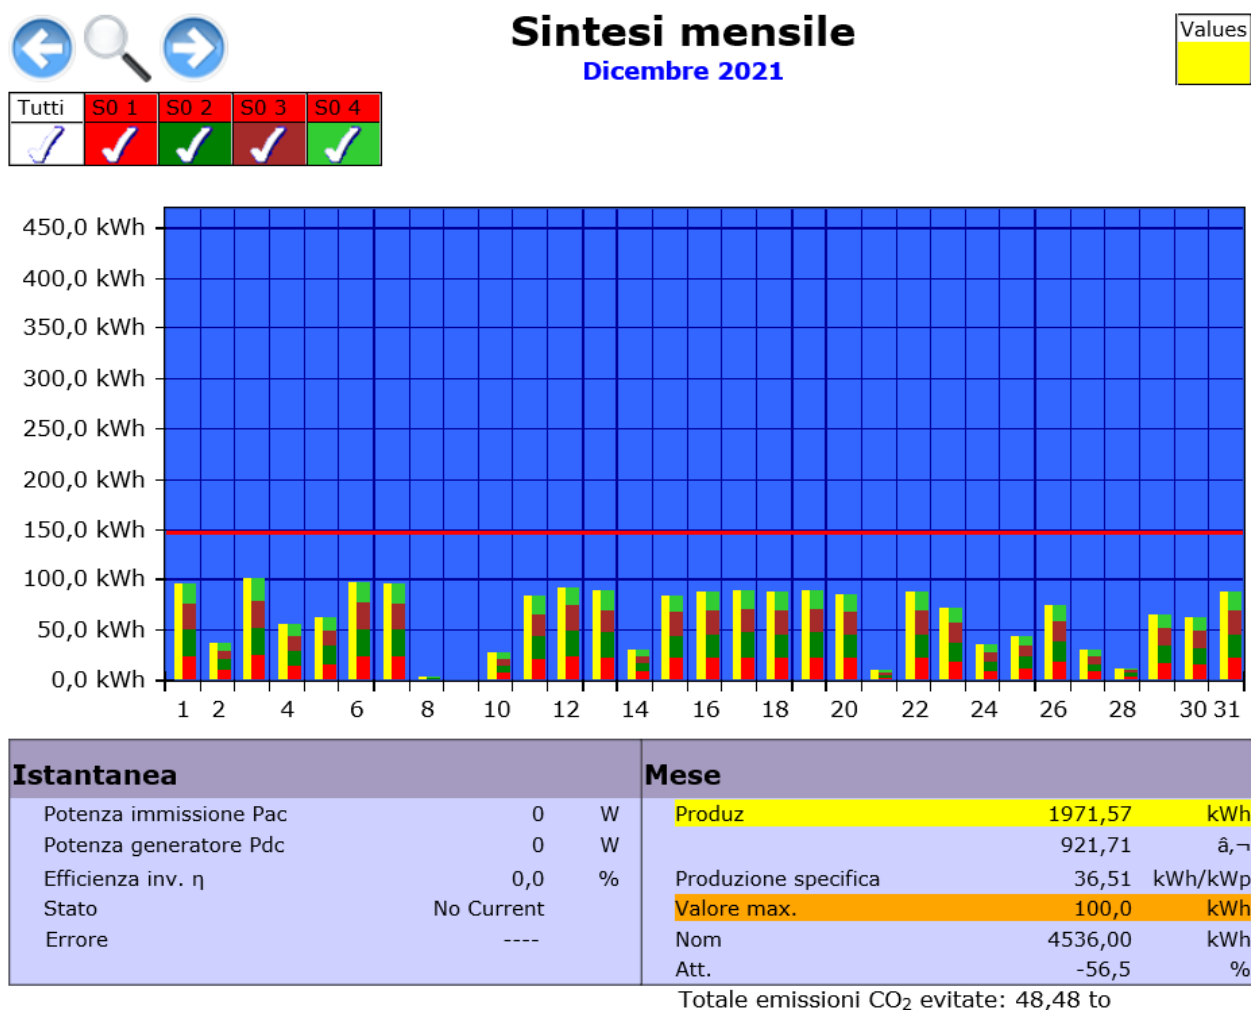 Sintesi mensile
Dicembre 2021
Values
Tutti S0 1 S0 2 S0 3 S0 4
450,0 kWh
400,0 kWh
350,0 kWh
300,0 kWh
250,0 kWh
200,0 kWh
150,0 kWh
100,0 kWh
50,0 kWh
0,0 kWh
1 2 4 6 8 10 12 14 16 18 20 22 24 26 28 30 31
Istantanea
Potenza immissione Pac 0 W
Potenza generatore Pdc 0 W
Efficienza inv. η 0,0 %
Stato No Current
Errore ----
Mese
Produz 1971,57 kWh
921,71 â‚¬
Produzione specifica 36,51 kWh/kWp
Valore max. 100,0 kWh
Nom 4536,00 kWh
Att. -56,5 %
Totale emissioni CO₂ evitate: 48,48 to